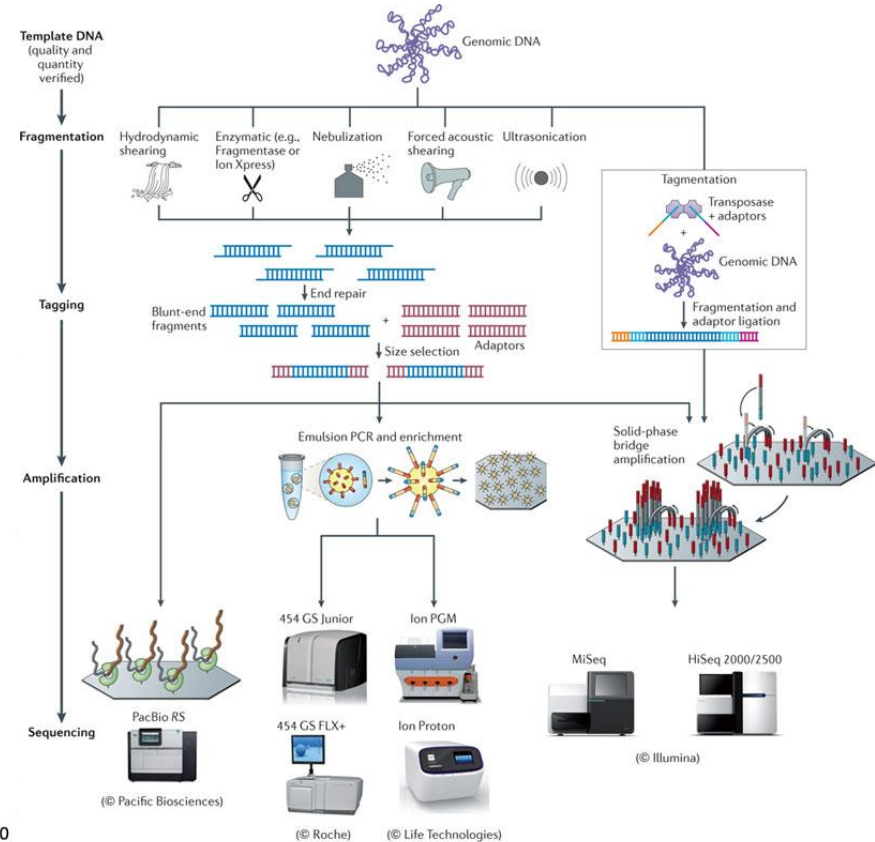 Template DNA
(quality and
quantity
verified)
Genomic DNA
Fragmentation
Hydrodynamic
shearing
Enzymatic (e.g.,
Fragmentase or
Ion Xpress)
Nebulization
Forced acoustic
shearing
Ultrasonication
Tagmentation
Transposase
+ adaptors
+
Genomic DNA
Fragmentation and
adaptor ligation
End repair
Tagging
Blunt-end
fragments
+
Adaptors
Size selection
Emulsion PCR and enrichment
Solid-phase
bridge
amplification
Amplification
454 GS Junior
Ion PGM
MiSeq
HiSeq 2000/2500
PacBio RS
454 GS FLX+
Ion Proton
Sequencing
(© Illumina)
(© Pacific Biosciences)
(© Roche)
(© Life Technologies)
0